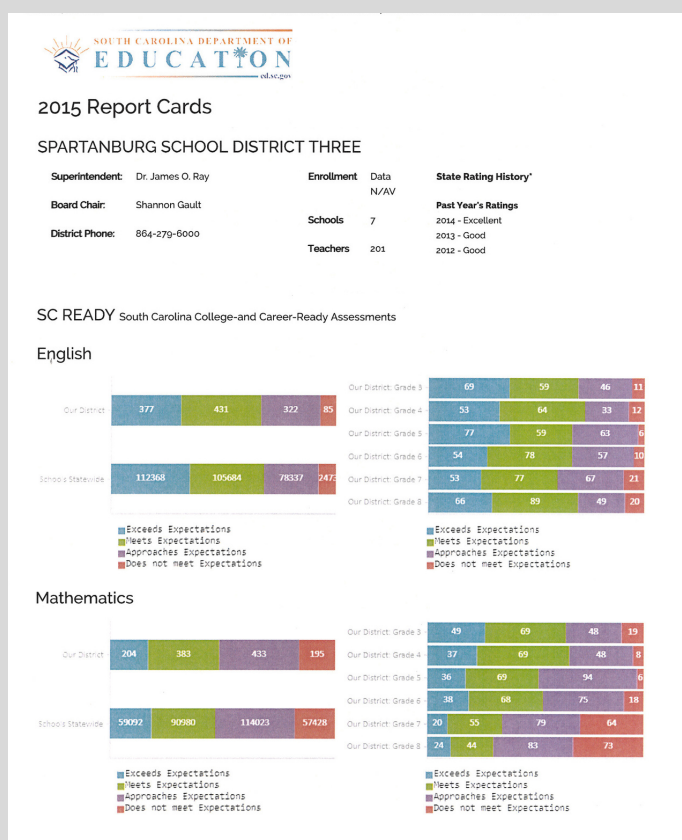 SOUTH CAROLINA DEPARTMENT OF
EDUCATION
ed.sc.gov
2015 Report Cards
SPARTANBURG SCHOOL DISTRICT THREE
Superintendent: Dr. James O. Ray
Board Chair: Shannon Gault
District Phone: 864-279-6000
Enrollment Data
N/AV
Schools 7
Teachers 201
State Rating History*
Past Year's Ratings
2014 - Excellent
2013 - Good
2012 - Good
SC READY South Carolina College-and Career-Ready Assessments
English
Our District 377 431 322 85
Schools Statewide 112368 105684 78337 2473
Exceeds Expectations
Meets Expectations
Approaches Expectations
Does not meet Expectations
Our District: Grade 3 69 59 46 11
Our District: Grade 4 53 64 33 12
Our District: Grade 5 77 59 63 6
Our District: Grade 6 54 78 57 10
Our District: Grade 7 53 77 67 21
Our District: Grade 8 66 89 49 20
Exceeds Expectations
Meets Expectations
Approaches Expectations
Does not meet Expectations
Mathematics
Our District 204 383 433 195
Schools Statewide 59092 90980 114023 57428
Exceeds Expectations
Meets Expectations
Approaches Expectations
Does not meet Expectations
Our District: Grade 3 49 69 48 19
Our District: Grade 4 37 69 48 8
Our District: Grade 5 36 69 94 6
Our District: Grade 6 38 68 75 18
Our District: Grade 7 20 55 79 64
Our District: Grade 8 24 44 83 73
Exceeds Expectations
Meets Expectations
Approaches Expectations
Does not meet Expectations